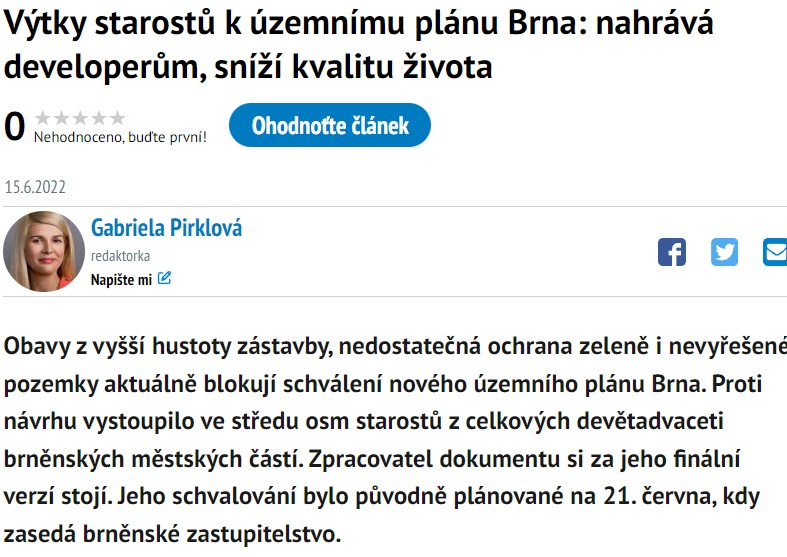 Výtky starostů k územnímu plánu Brna: nahrává
developerům, sníží kvalitu života
0
Nehodnoceno, buďte první!
Ohodnoťte článek
15.6.2022
Gabriela Pirklová
redaktorka
Napište mi
Obavy z vyšší hustoty zástavby, nedostatečná ochrana zeleně i nevyřešené
pozemky aktuálně blokují schválení nového územního plánu Brna. Proti
návrhu vystoupilo ve středu osm starostů z celkových devětadvaceti
brněnských městských částí. Zpracovatel dokumentu si za jeho finální
verzí stojí. Jeho schvalování bylo původně plánované na 21. června, kdy
zasedá brněnské zastupitelstvo.